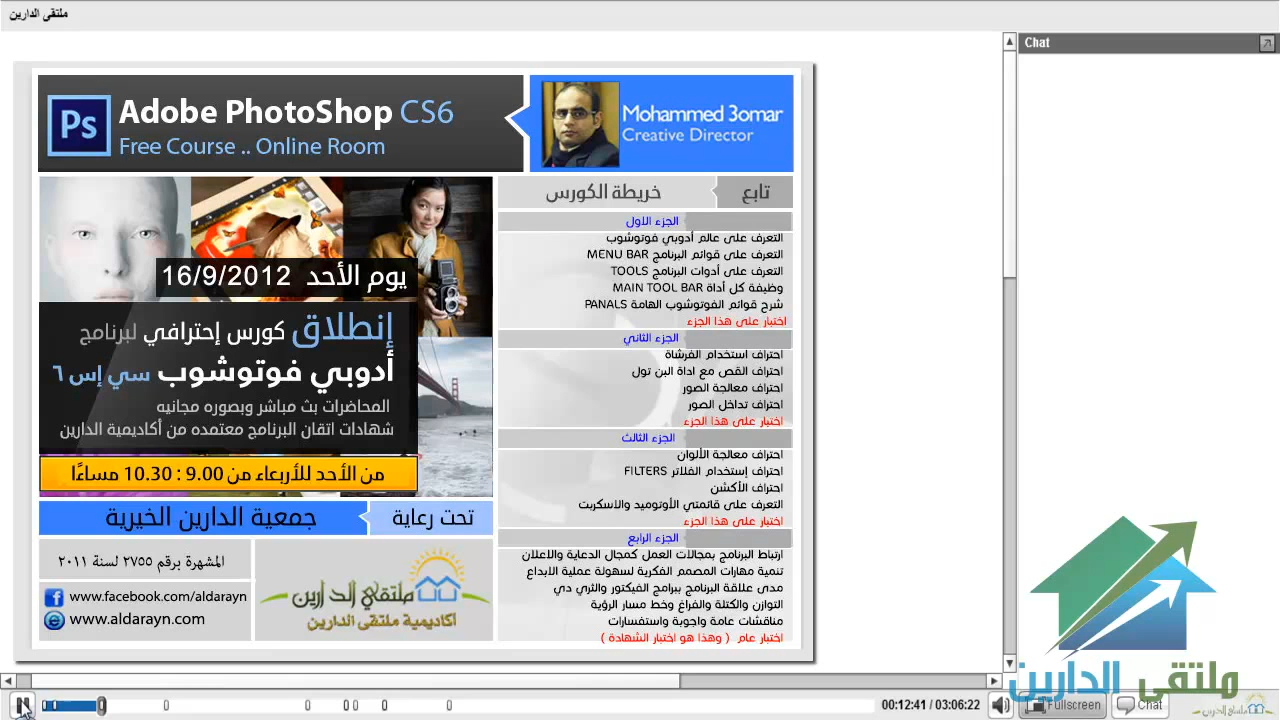 ملتقى الدارين
Chat
Ps
Adobe PhotoShop CS6
Free Course .. Online Room
Mohammed 3omar
Creative Director
يوم الأحد 16/9/2012
إنطلاق كورس إحترافي لبرنامج
أدوبي فوتوشوب سي إس ٦
المحاضرات بث مباشر وبصوره مجانيه
شهادات اتقان البرنامج معتمده من أكاديمية الدارين
من الأحد للأربعاء من 9.00 : 10.30 مساءًا
تحت رعاية
جمعية الدارين الخيرية
المشهرة برقم ٢٧٥٥ لسنة ٢٠١١
www.facebook.com/aldarayn
www.aldarayn.com
ملتقى الدارين
اكاديمية ملتقى الدارين
تابع
خريطة الكورس
الجزء الاول
التعرف على عالم أدوبي فوتوشوب
التعرف على قوائم البرنامج MENU BAR
التعرف على أدوات البرنامج TOOLS
وظيفة كل أداة MAIN TOOL BAR
شرح قوائم الفوتوشوب الهامة PANALS
اختبار على هذا الجزء
الجزء الثاني
احتراف استخدام الفرشاة
احتراف القص مع اداة البن تول
احتراف معالجة الصور
احتراف تداخل الصور
اختبار على هذا الجزء
الجزء الثالث
احتراف معالجة الألوان
احتراف إستخدام الفلاتر FILTERS
احتراف الأكشن
التعرف على قائمتي الأوتوميد والاسكربت
اختبار على هذا الجزء
الجزء الرابع
ارتباط البرنامج بمجالات العمل كمجال الدعاية والاعلان
تنمية مهارات المصمم الفكرية لسهولة عملية الابداع
مدى علاقة البرنامج ببرامج الفيكتور والثري دي
التوازن والكتلة والفراغ وخط مسار الرؤية
مناقشات عامة واجوبة واستفسارات
اختبار عام ( وهذا هو اختبار الشهادة )
ملتقى الدارين
00:12:41 / 03:06:22
Fullscreen
Chat
ملتقى الدارين